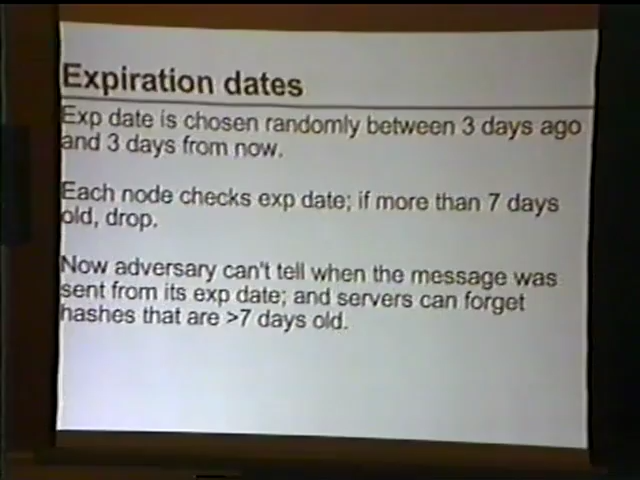 Expiration dates
Exp date is chosen randomly between 3 days ago
and 3 days from now.
Each node checks exp date; if more than 7 days
old, drop.
Now adversary can't tell when the message was
sent from its exp date; and servers can forget
hashes that are >7 days old.